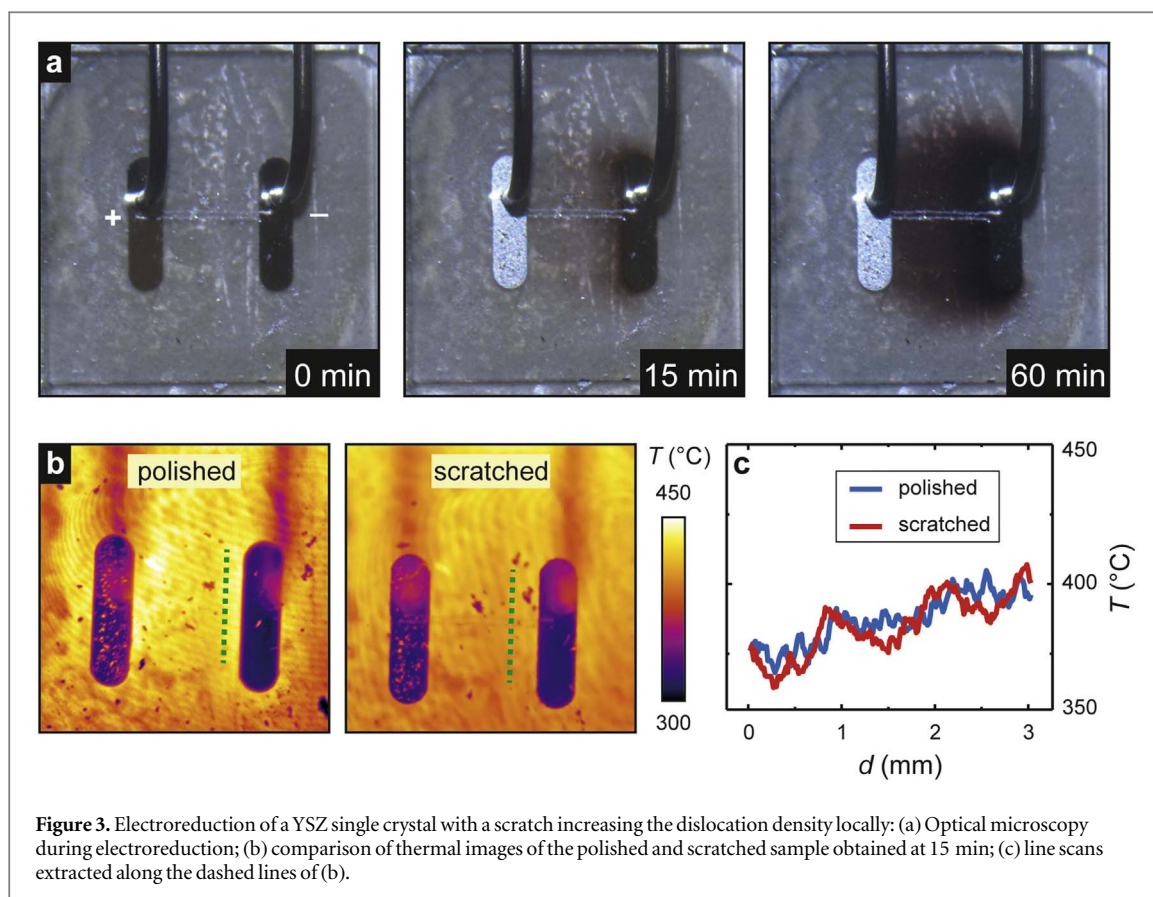 a
+
−
0 min
15 min
60 min
b
polished
scratched
T (°C)
450
300
c
polished
scratched
450
400
350
T (°C)
0
1
2
3
d (mm)
Figure 3. Electroreduction of a YSZ single crystal with a scratch increasing the dislocation density locally: (a) Optical microscopy
during electroreduction; (b) comparison of thermal images of the polished and scratched sample obtained at 15 min; (c) line scans
extracted along the dashed lines of (b).